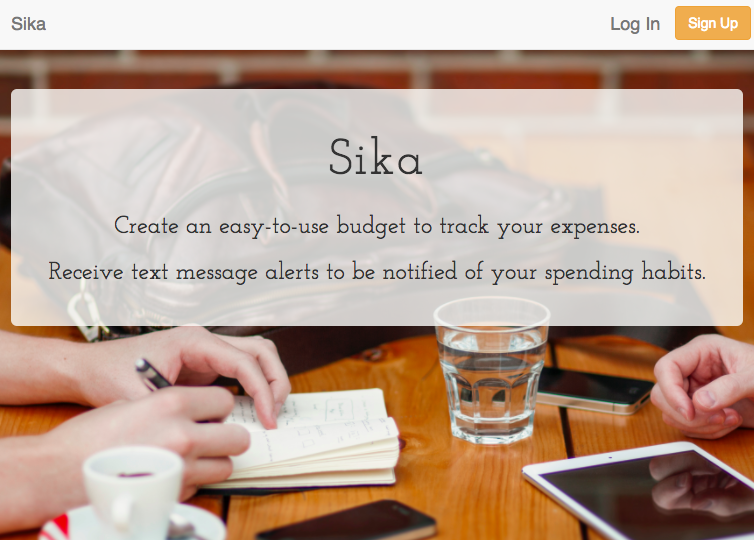 Sika
Log In
Sign Up
Sika
Create an easy-to-use budget to track your expenses.
Receive text message alerts to be notified of your spending habits.